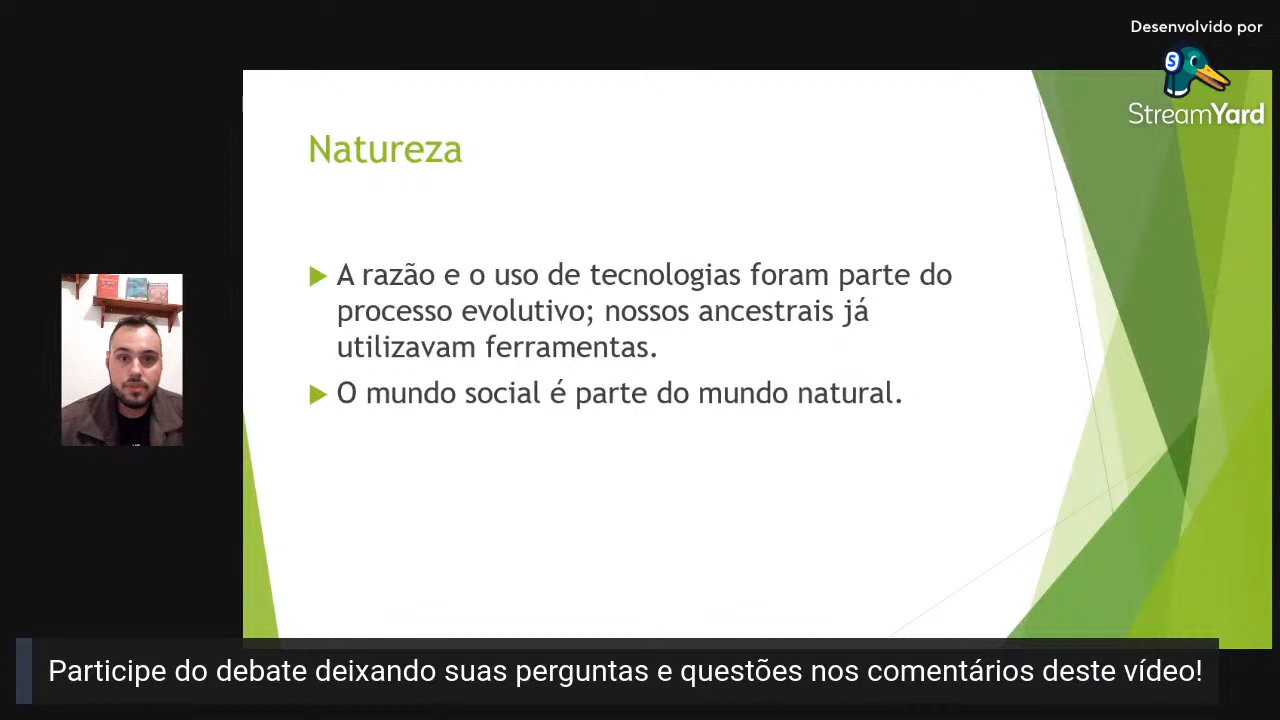 Desenvolvido por
StreamYard
Natureza
A razão e o uso de tecnologias foram parte do
processo evolutivo; nossos ancestrais já
utilizavam ferramentas.
O mundo social é parte do mundo natural.
Participe do debate deixando suas perguntas e questões nos comentários deste vídeo!